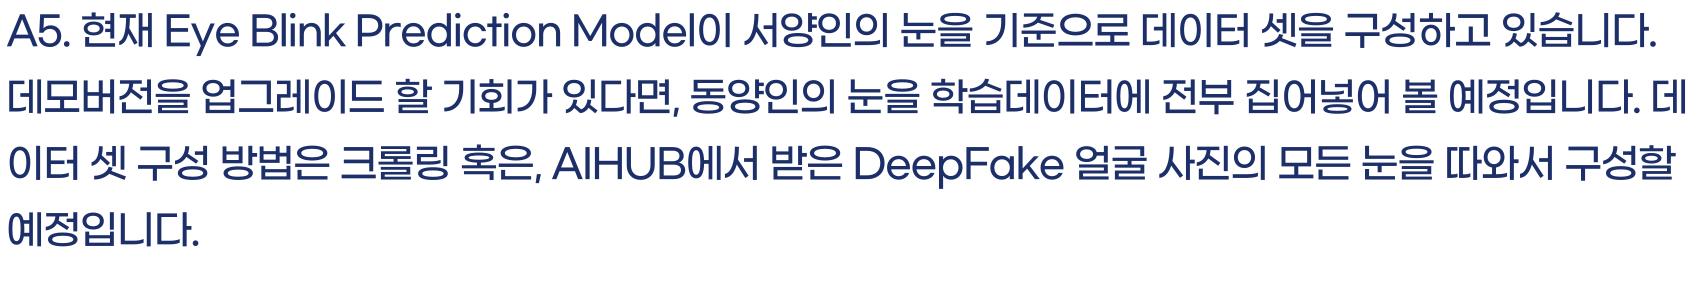 A5. 현재 Eye Blink Prediction Model이 서양인의 눈을 기준으로 데이터 셋을 구성하고 있습니다.
데모버전을 업그레이드 할 기회가 있다면, 동양인의 눈을 학습데이터에 전부 집어넣어 볼 예정입니다. 데
이터 셋 구성 방법은 크롤링 혹은, AIHUB에서 받은 DeepFake 얼굴 사진의 모든 눈을 따와서 구성할
예정입니다.